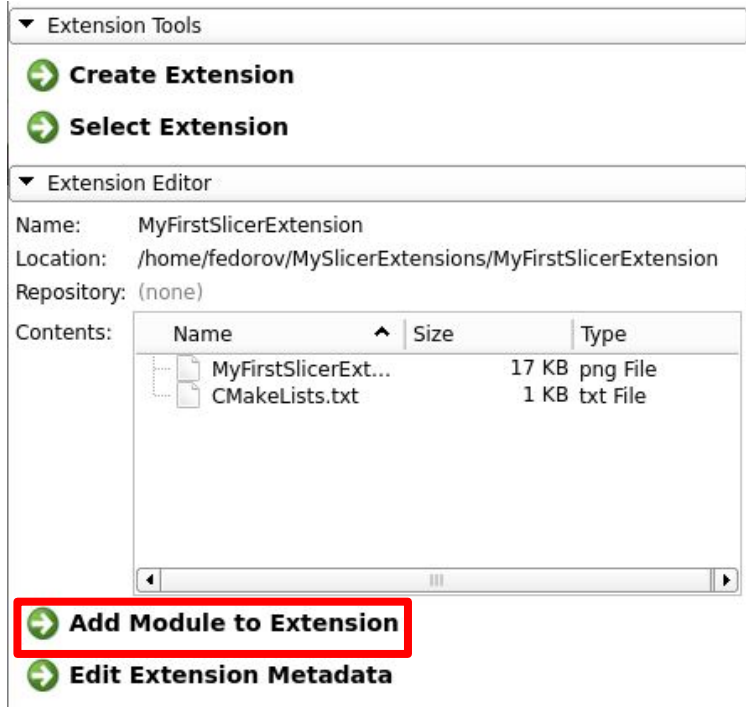 Extension Tools
Create Extension
Select Extension
Extension Editor
Name: MyFirstSlicerExtension
Location: /home/fedorov/MySlicerExtensions/MyFirstSlicerExtension
Repository: (none)
Contents: Name Size Type
MyFirstSlicerExt... 17 KB png File
CMakeLists.txt 1 KB txt File
Add Module to Extension
Edit Extension Metadata